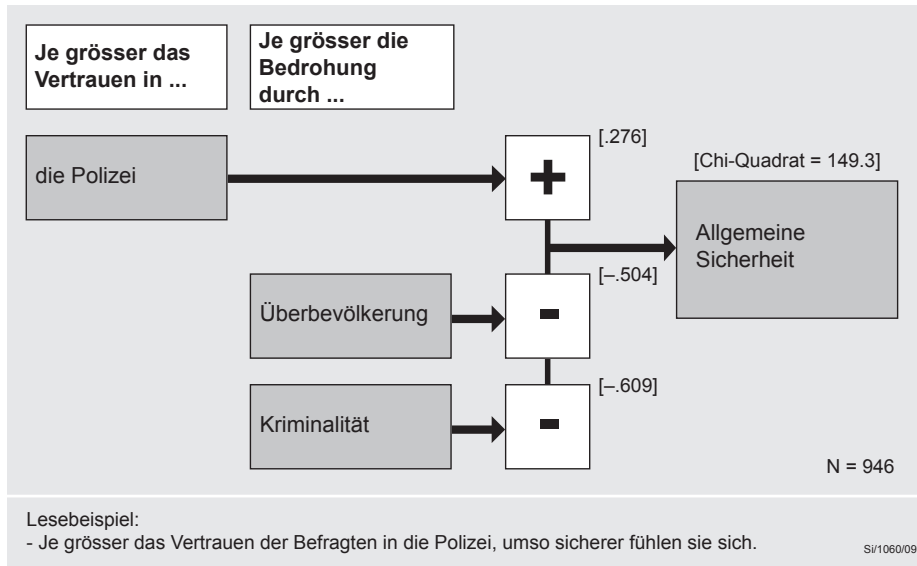 Je grösser das
Vertrauen in ...
Je grösser die
Bedrohung
durch ...
die Polizei
+
[.276]
[Chi-Quadrat = 149.3]
Allgemeine
Sicherheit
Überbevölkerung
-
[–.504]
Kriminalität
-
[–.609]
N = 946
Lesebeispiel:
- Je grösser das Vertrauen der Befragten in die Polizei, umso sicherer fühlen sie sich.
Si/1060/09